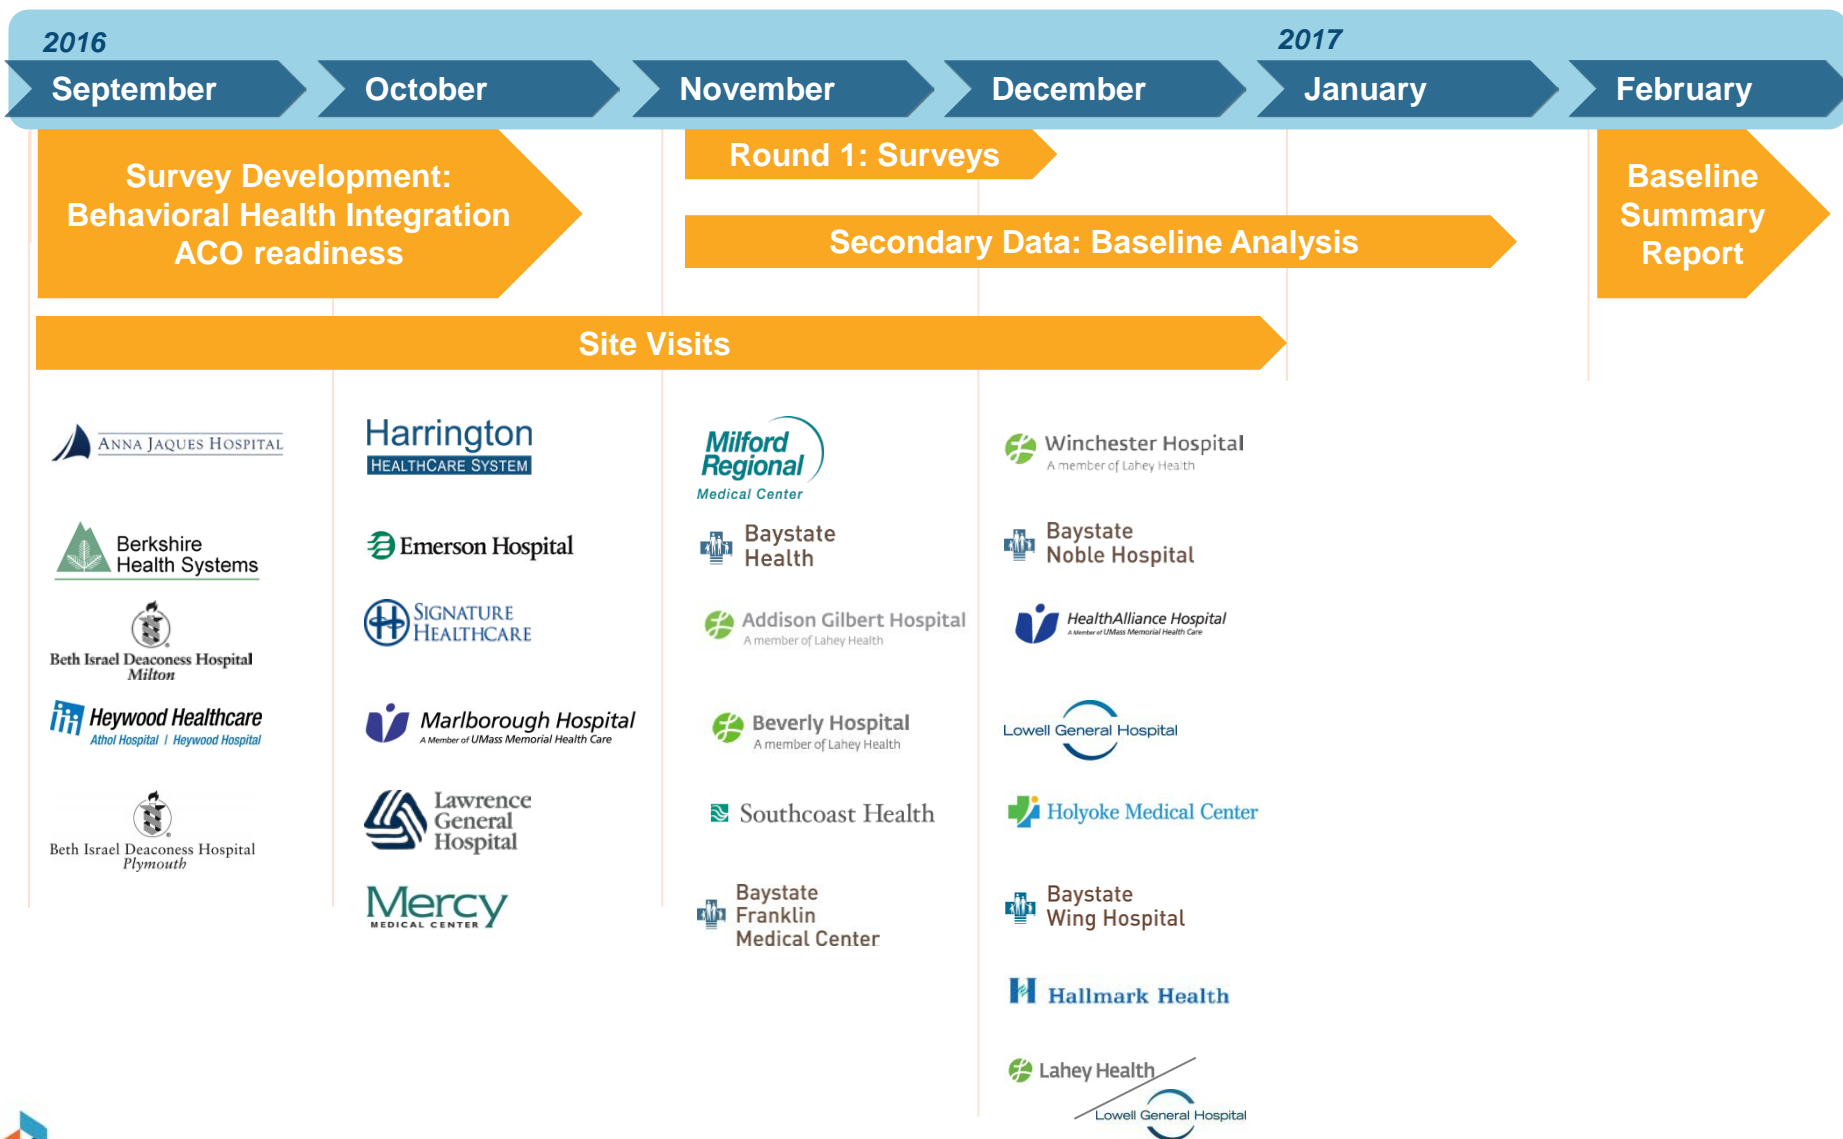 2016
2017
September
October
November
December
January
February
Survey Development:
Behavioral Health Integration
ACO readiness
Round 1: Surveys
Secondary Data: Baseline Analysis
Baseline
Summary
Report
Site Visits
ANNA JAQUES HOSPITAL
Berkshire
Health Systems
Beth Israel Deaconess Hospital
Milton
Heywood Healthcare
Athol Hospital | Heywood Hospital
Beth Israel Deaconess Hospital
Plymouth
Harrington
HEALTHCARE SYSTEM
Emerson Hospital
SIGNATURE
HEALTHCARE
Marlborough Hospital
A Member of UMass Memorial Health Care
Lawrence
General
Hospital
Mercy
MEDICAL CENTER
Milford
Regional
Medical Center
Baystate
Health
Addison Gilbert Hospital
A member of Lahey Health
Beverly Hospital
A member of Lahey Health
Southcoast Health
Baystate
Franklin
Medical Center
Winchester Hospital
A member of Lahey Health
Baystate
Noble Hospital
HealthAlliance Hospital
A Member of UMass Memorial Health Care
Lowell General Hospital
Holyoke Medical Center
Baystate
Wing Hospital
Hallmark Health
Lahey Health
Lowell General Hospital